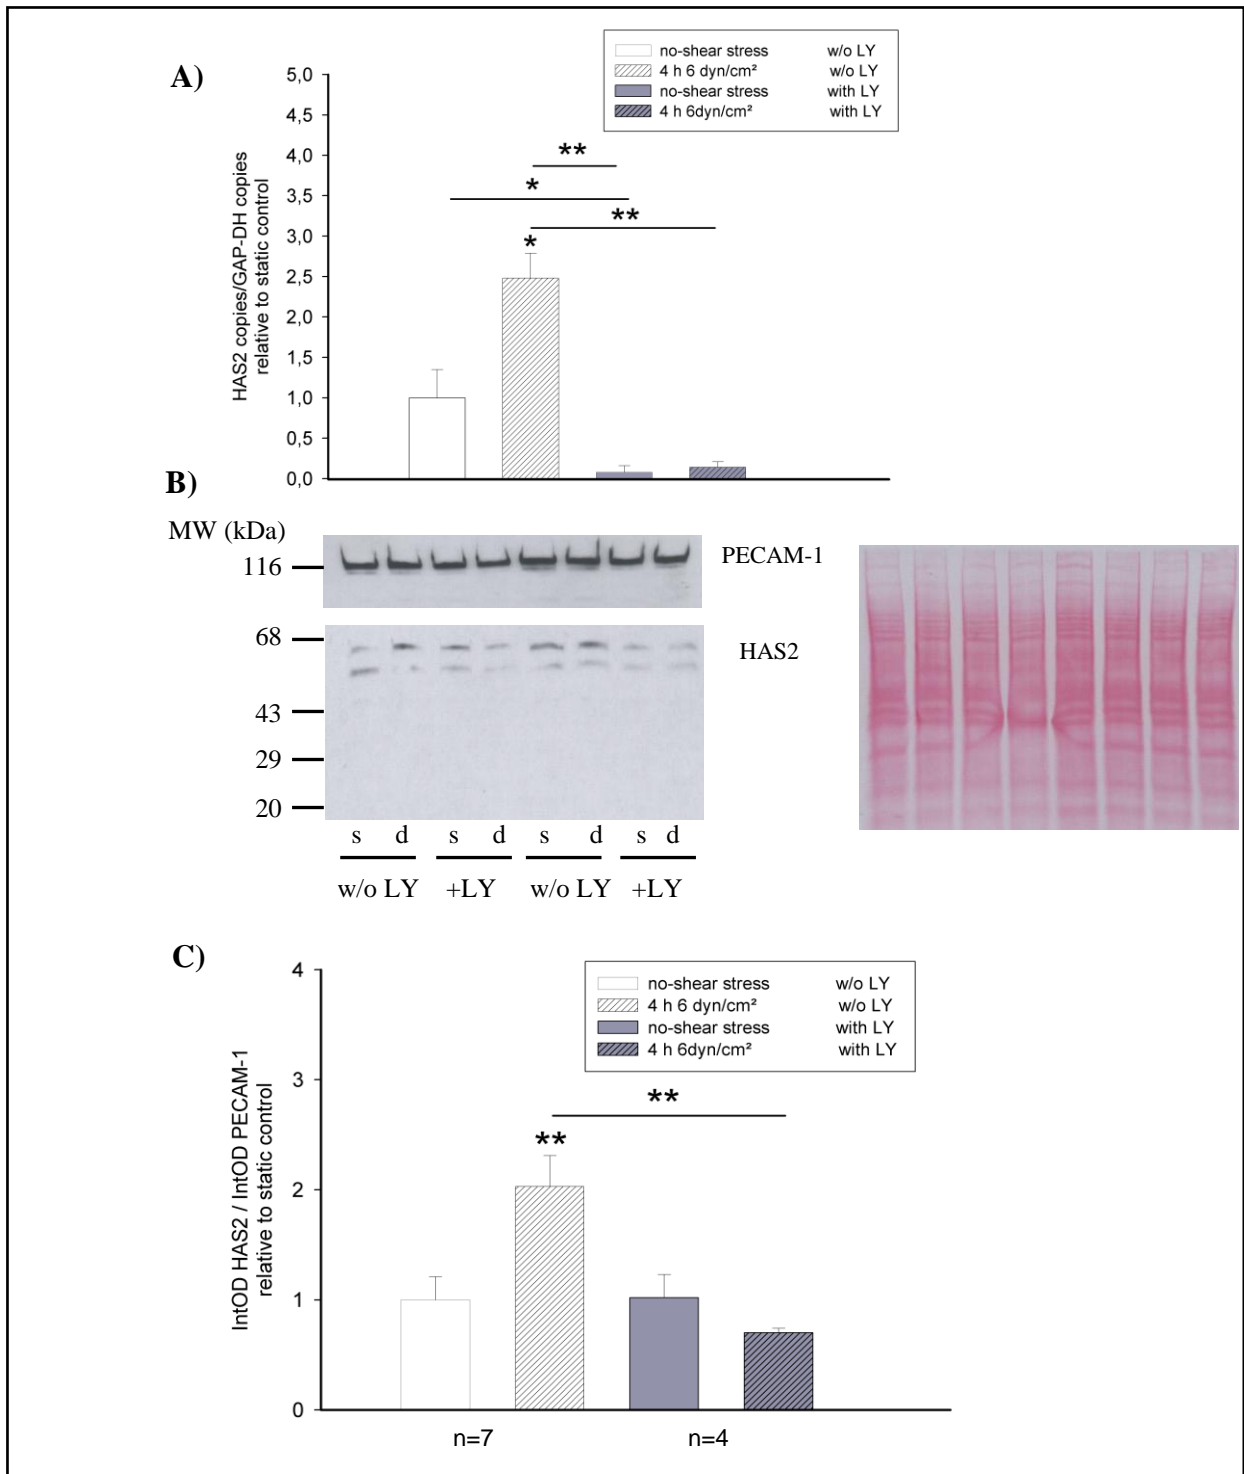 A)
no-shear stress w/o LY
4 h 6 dyn/cm² w/o LY
no-shear stress with LY
4 h 6dyn/cm² with LY
5,0
4,5
4,0
3,5
3,0
2,5
2,0
1,5
1,0
0,5
0,0
HAS2 copies/GAP-DH copies
relative to static control
**
*
**
*
B)
MW (kDa)
116
68
43
29
20
PECAM-1
HAS2
s d s d s d s d
w/o LY +LY w/o LY +LY
C)
no-shear stress w/o LY
4 h 6 dyn/cm² w/o LY
no-shear stress with LY
4 h 6dyn/cm² with LY
4
3
2
1
0
IntOD HAS2 / IntOD PECAM-1
relative to static control
**
**
n=7 n=4